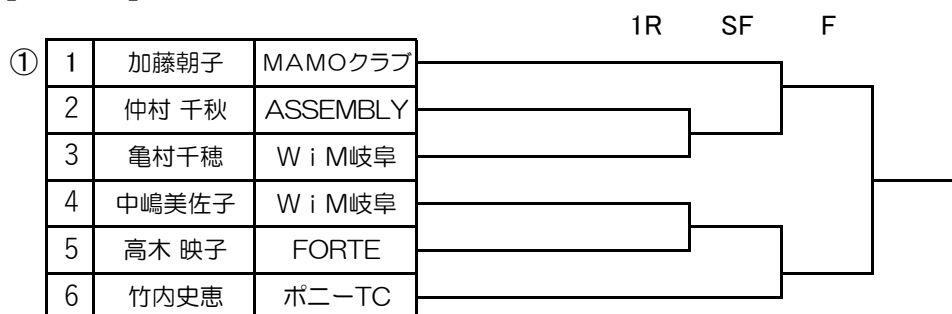 1R SF F
① 1 加藤朝子 MAMOクラブ
2 仲村 千秋 ASSEMBLY
3 亀村千穂 WiM岐阜
4 中嶋美佐子 WiM岐阜
5 高木 映子 FORTE
6 竹内史恵 ポニーTC